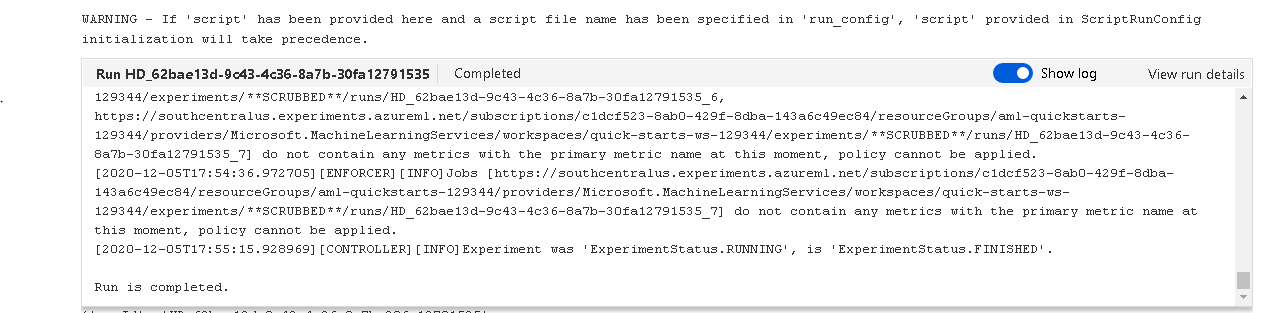 WARNING - If 'script' has been provided here and a script file name has been specified in 'run_config', 'script' provided in ScriptRunConfig
initialization will take precedence.
Run HD_62bae13d-9c43-4c36-8a7b-30fa12791535 Completed Show log View run details
129344/experiments/**SCRUBBED**/runs/HD_62bae13d-9c43-4c36-8a7b-30fa12791535_6,
https://southcentralus.experiments.azureml.net/subscriptions/c1dcf523-8ab0-429f-8dba-143a6c49ec84/resourceGroups/aml-quickstarts-
129344/providers/Microsoft.MachineLearningServices/workspaces/quick-starts-ws-129344/experiments/**SCRUBBED**/runs/HD_62bae13d-9c43-4c36-
8a7b-30fa12791535_7] do not contain any metrics with the primary metric name at this moment, policy cannot be applied.
[2020-12-05T17:54:36.972705][ENFORCER][INFO]Jobs [https://southcentralus.experiments.azureml.net/subscriptions/c1dcf523-8ab0-429f-8dba-
143a6c49ec84/resourceGroups/aml-quickstarts-129344/providers/Microsoft.MachineLearningServices/workspaces/quick-starts-ws-
129344/experiments/**SCRUBBED**/runs/HD_62bae13d-9c43-4c36-8a7b-30fa12791535_7] do not contain any metrics with the primary metric name at
this moment, policy cannot be applied.
[2020-12-05T17:55:15.928969][CONTROLLER][INFO]Experiment was 'ExperimentStatus.RUNNING', is 'ExperimentStatus.FINISHED'.
Run is completed.